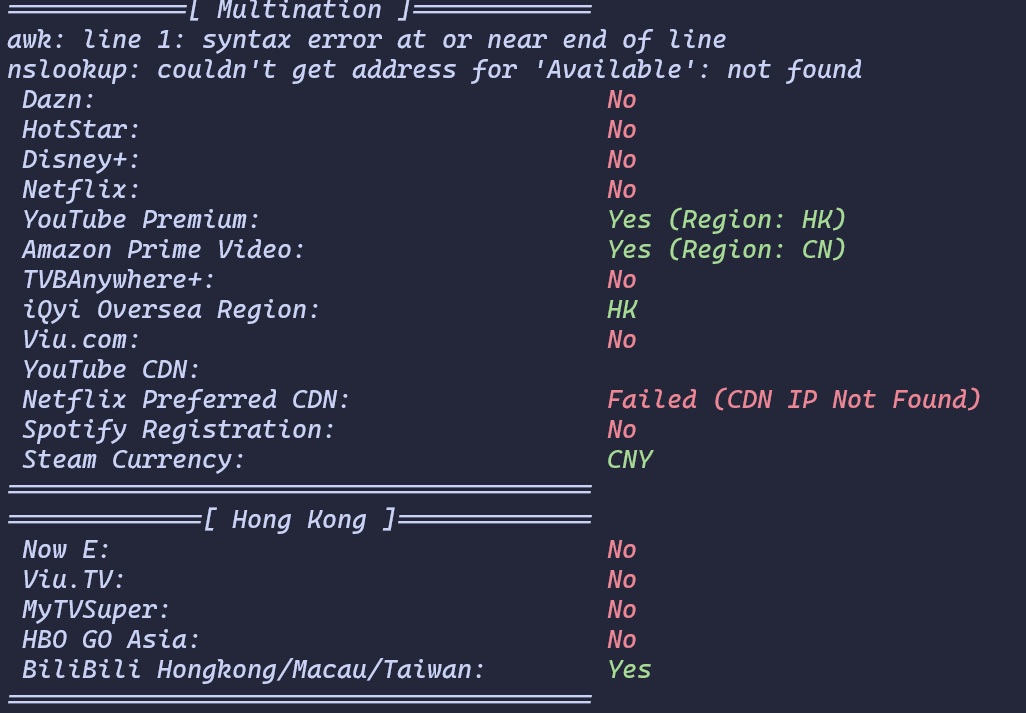 ============[ Multination ]============
awk: line 1: syntax error at or near end of line
nslookup: couldn't get address for 'Available': not found
Dazn: No
HotStar: No
Disney+: No
Netflix: No
YouTube Premium: Yes (Region: HK)
Amazon Prime Video: Yes (Region: CN)
TVBAnywhere+: No
iQyi Oversea Region: HK
Viu.com: No
YouTube CDN:
Netflix Preferred CDN: Failed (CDN IP Not Found)
Spotify Registration: No
Steam Currency: CNY
=======================================
=============[ Hong Kong ]=============
Now E: No
Viu.TV: No
MyTVSuper: No
HBO GO Asia: No
BiliBili Hongkong/Macau/Taiwan: Yes
=======================================